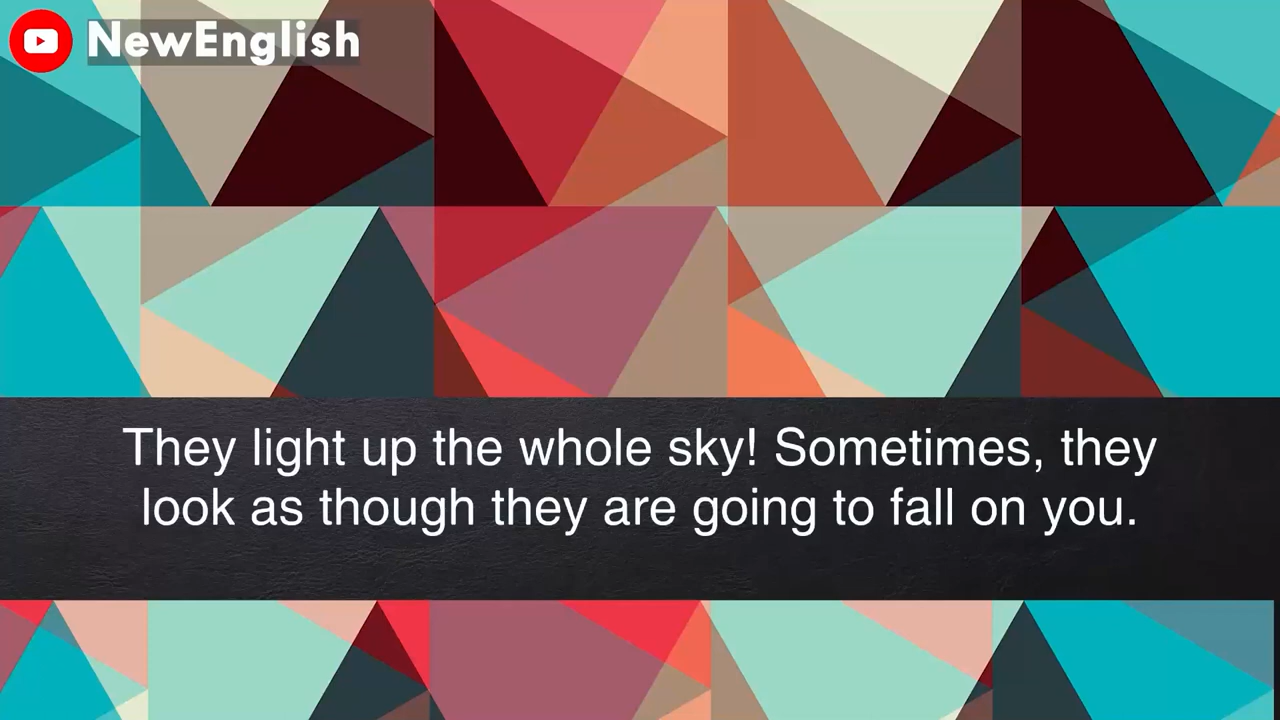 NewEnglish
They light up the whole sky! Sometimes, they
look as though they are going to fall on you.